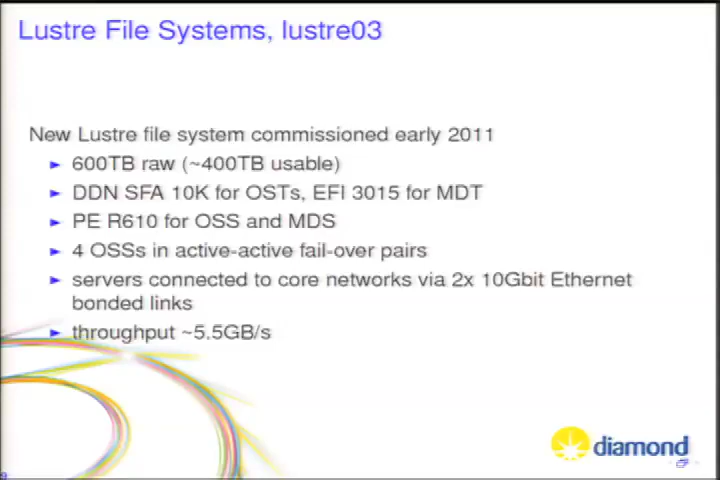 Lustre File Systems, lustre03
New Lustre file system commissioned early 2011
► 600TB raw (~400TB usable)
► DDN SFA 10K for OSTs, EFI 3015 for MDT
► PE R610 for OSS and MDS
► 4 OSSs in active-active fail-over pairs
► servers connected to core networks via 2x 10Gbit Ethernet
bonded links
► throughput ~5.5GB/s
diamond